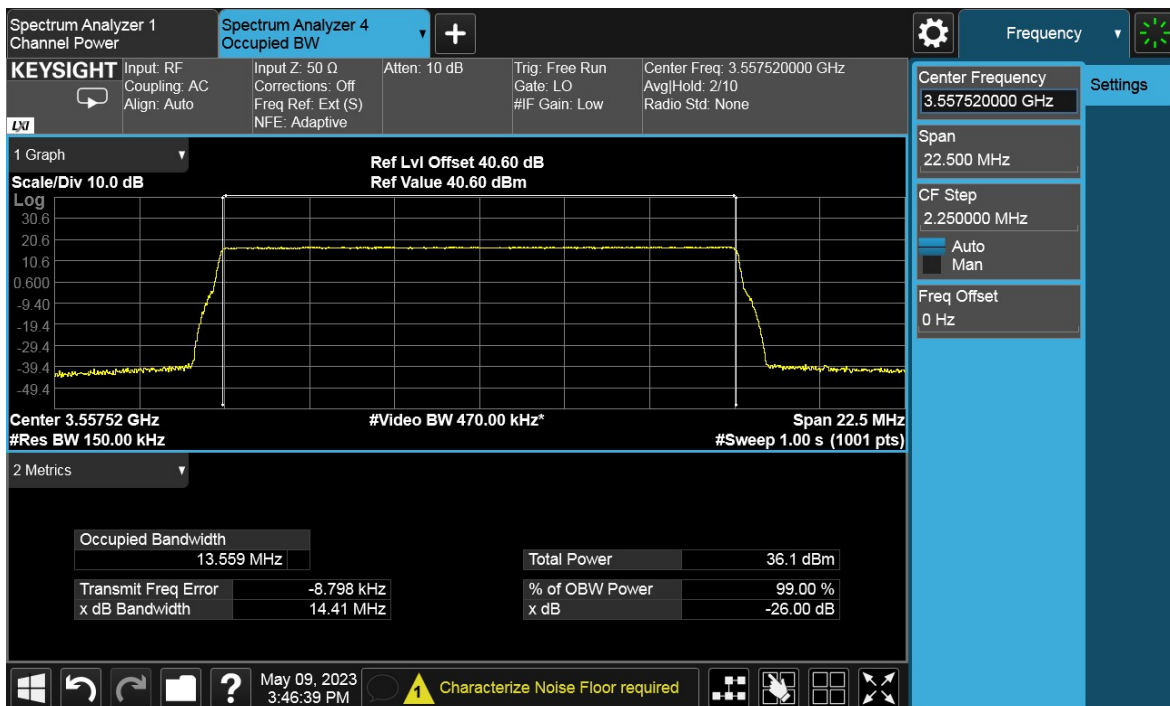 Spectrum Analyzer 1
Channel Power
Spectrum Analyzer 4
Occupied BW
Frequency
KEYSIGHT
LXI
Input: RF
Coupling: AC
Align: Auto
Input Z: 50 Ω
Corrections: Off
Freq Ref: Ext (S)
NFE: Adaptive
Atten: 10 dB
Trig: Free Run
Gate: LO
#IF Gain: Low
Center Freq: 3.557520000 GHz
Avg|Hold: 2/10
Radio Std: None
Center Frequency
3.557520000 GHz
Settings
Span
22.500 MHz
CF Step
2.250000 MHz
Auto
Man
Freq Offset
0 Hz
1 Graph
Scale/Div 10.0 dB
Ref Lvl Offset 40.60 dB
Ref Value 40.60 dBm
Log
30.6
20.6
10.6
0.600
-9.40
-19.4
-29.4
-39.4
-49.4
Center 3.55752 GHz
#Video BW 470.00 kHz*
Span 22.5 MHz
#Res BW 150.00 kHz
#Sweep 1.00 s (1001 pts)
2 Metrics
Occupied Bandwidth
13.559 MHz
Total Power 36.1 dBm
Transmit Freq Error -8.798 kHz
% of OBW Power 99.00 %
x dB Bandwidth 14.41 MHz
x dB -26.00 dB
?
May 09, 2023
3:46:39 PM
1
Characterize Noise Floor required